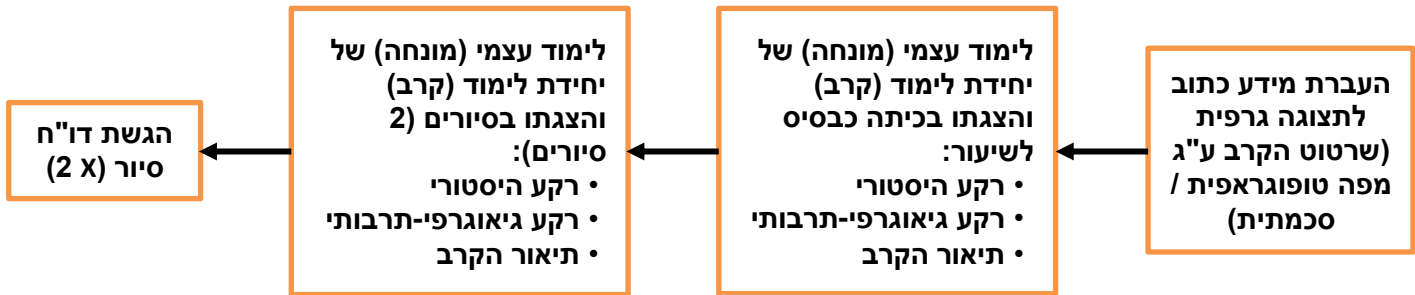 העברת מידע כתוב
לתצוגה גרפית
(שרטוט הקרב ע"ג
מפה טופוגראפית /
סכמתית)
לימוד עצמי (מונחה) של
יחידת לימוד (קרב)
והצגתו בכיתה כבסיס
לשיעור:
• רקע היסטורי
• רקע גיאוגרפי-תרבותי
• תיאור הקרב
לימוד עצמי (מונחה) של
יחידת לימוד (קרב)
והצגתו בסיורים (2
סיורים):
• רקע היסטורי
• רקע גיאוגרפי-תרבותי
• תיאור הקרב
הגשת דו"ח
סיור (X 2)